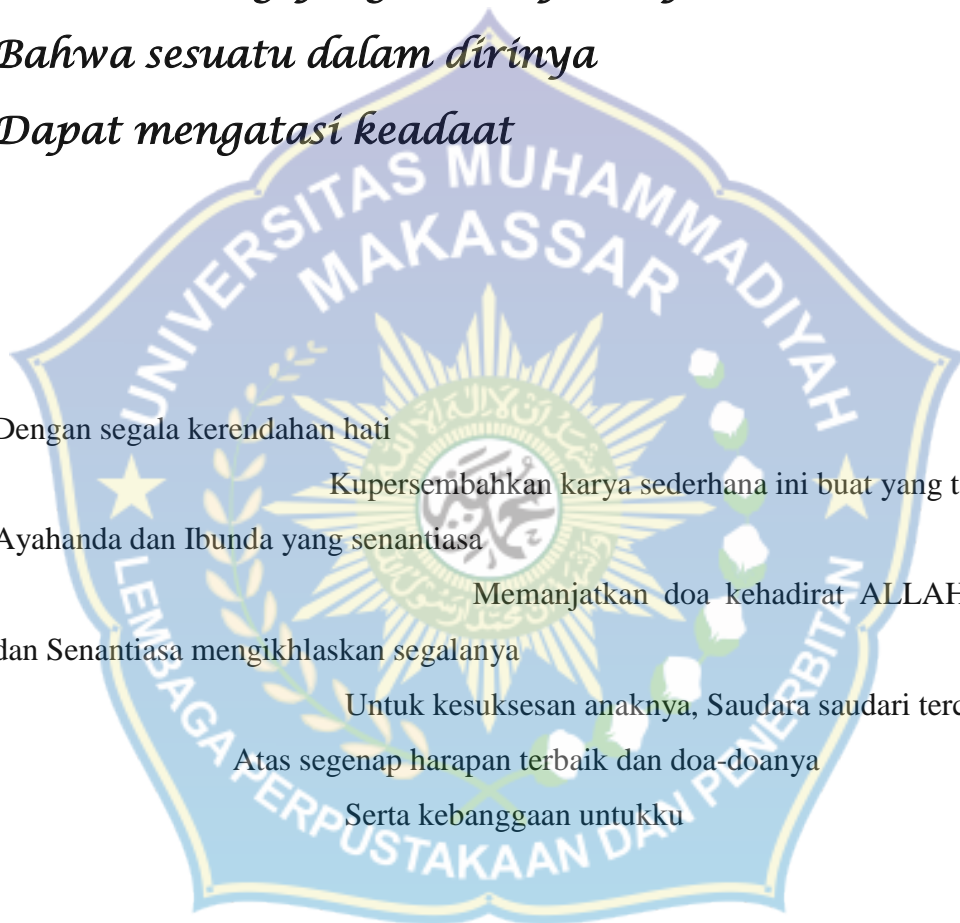 Bahwa sesuatu dalam dirinya
Dapat mengatasi keadaat
UNIVERSITAS MUHAMMADIYAH
MAKASSAR
Dengan segala kerendahan hati
Kupersembahkan karya sederhana ini buat yang
Ayahanda dan Ibunda yang senantiasa
Memanjatkan doa kehadirat ALLAH
dan Senantiasa mengikhlaskan segalanya
Untuk kesuksesan anaknya, Saudara saudari
Atas segenap harapan terbaik dan doa-doanya
Serta kebanggaan untukku
LEMBAGA PERPUSTAKAAN DAN PENERBITAN